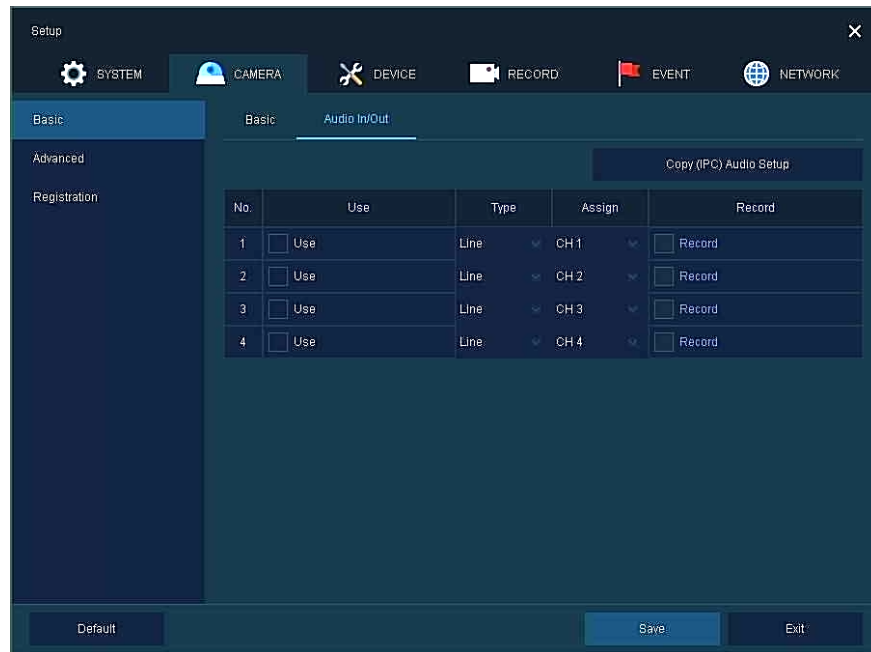 Setup
SYSTEM CAMERA DEVICE RECORD EVENT NETWORK
Basic
Advanced
Registration
Basic Audio In/Out
Copy (IPC) Audio Setup
No. Use Type Assign Record
1 Use Line CH 1 Record
2 Use Line CH 2 Record
3 Use Line CH 3 Record
4 Use Line CH 4 Record
Default Save Exit